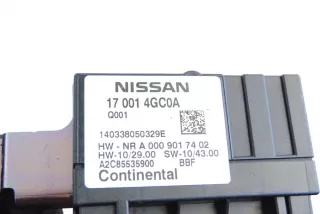 NISSAN
17 001 4GC0A
Q001
140338050329E
HW - NR A 000 901 74 02
HW-10/29.00 SW-10/43.00
A2C85535900 BBF
Continental